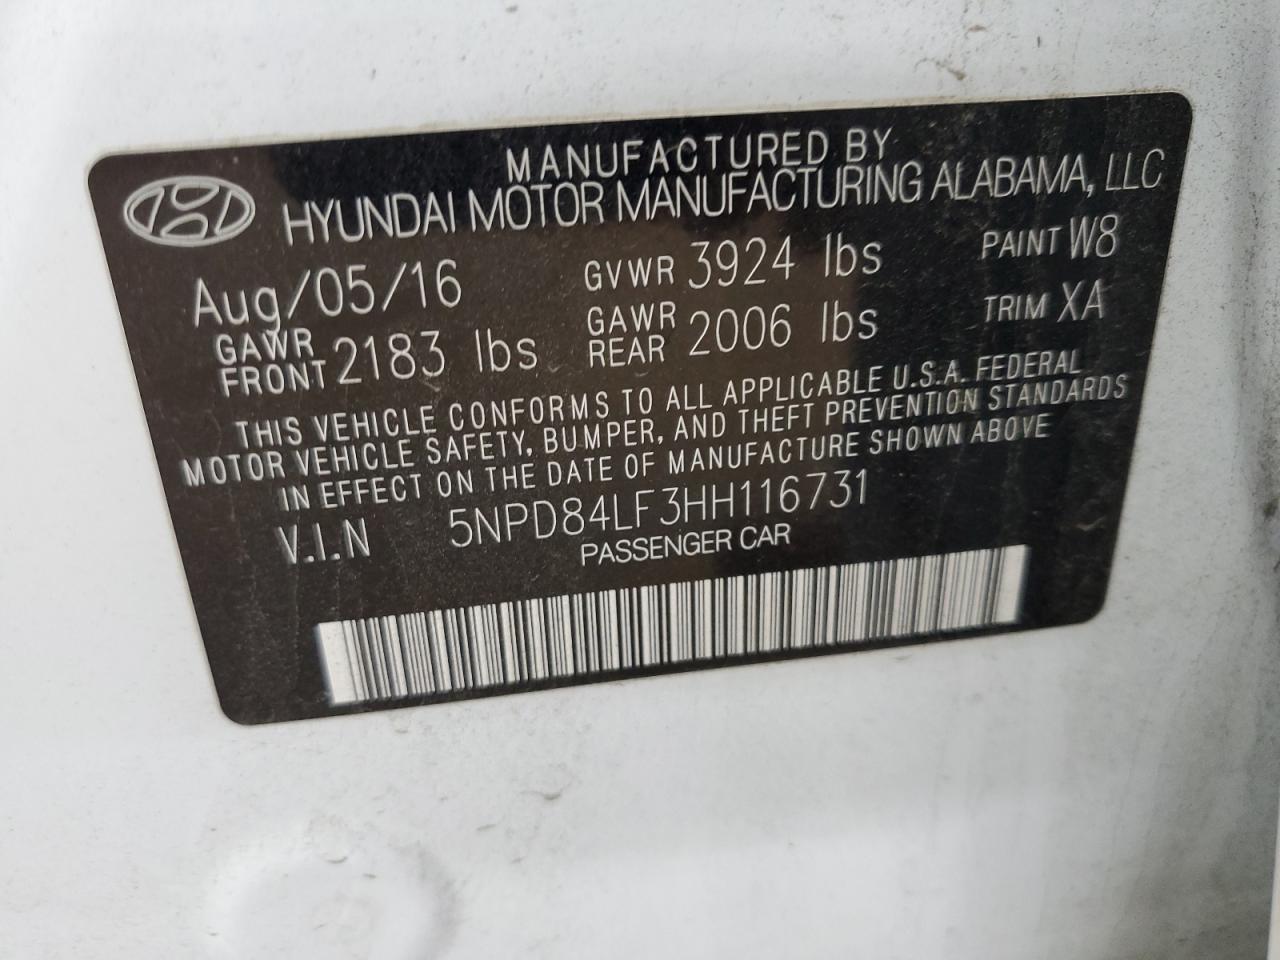 MANUFACTURED BY
HYUNDAI MOTOR MANUFACTURING ALABAMA, LLC
Aug/05/16 GVWR 3924 lbs PAINT W8
GAWR FRONT 2183 lbs GAWR REAR 2006 lbs TRIM XA
THIS VEHICLE CONFORMS TO ALL APPLICABLE U.S.A. FEDERAL
MOTOR VEHICLE SAFETY, BUMPER, AND THEFT PREVENTION STANDARDS
IN EFFECT ON THE DATE OF MANUFACTURE SHOWN ABOVE
V.I.N 5NPD84LF3HH116731
PASSENGER CAR